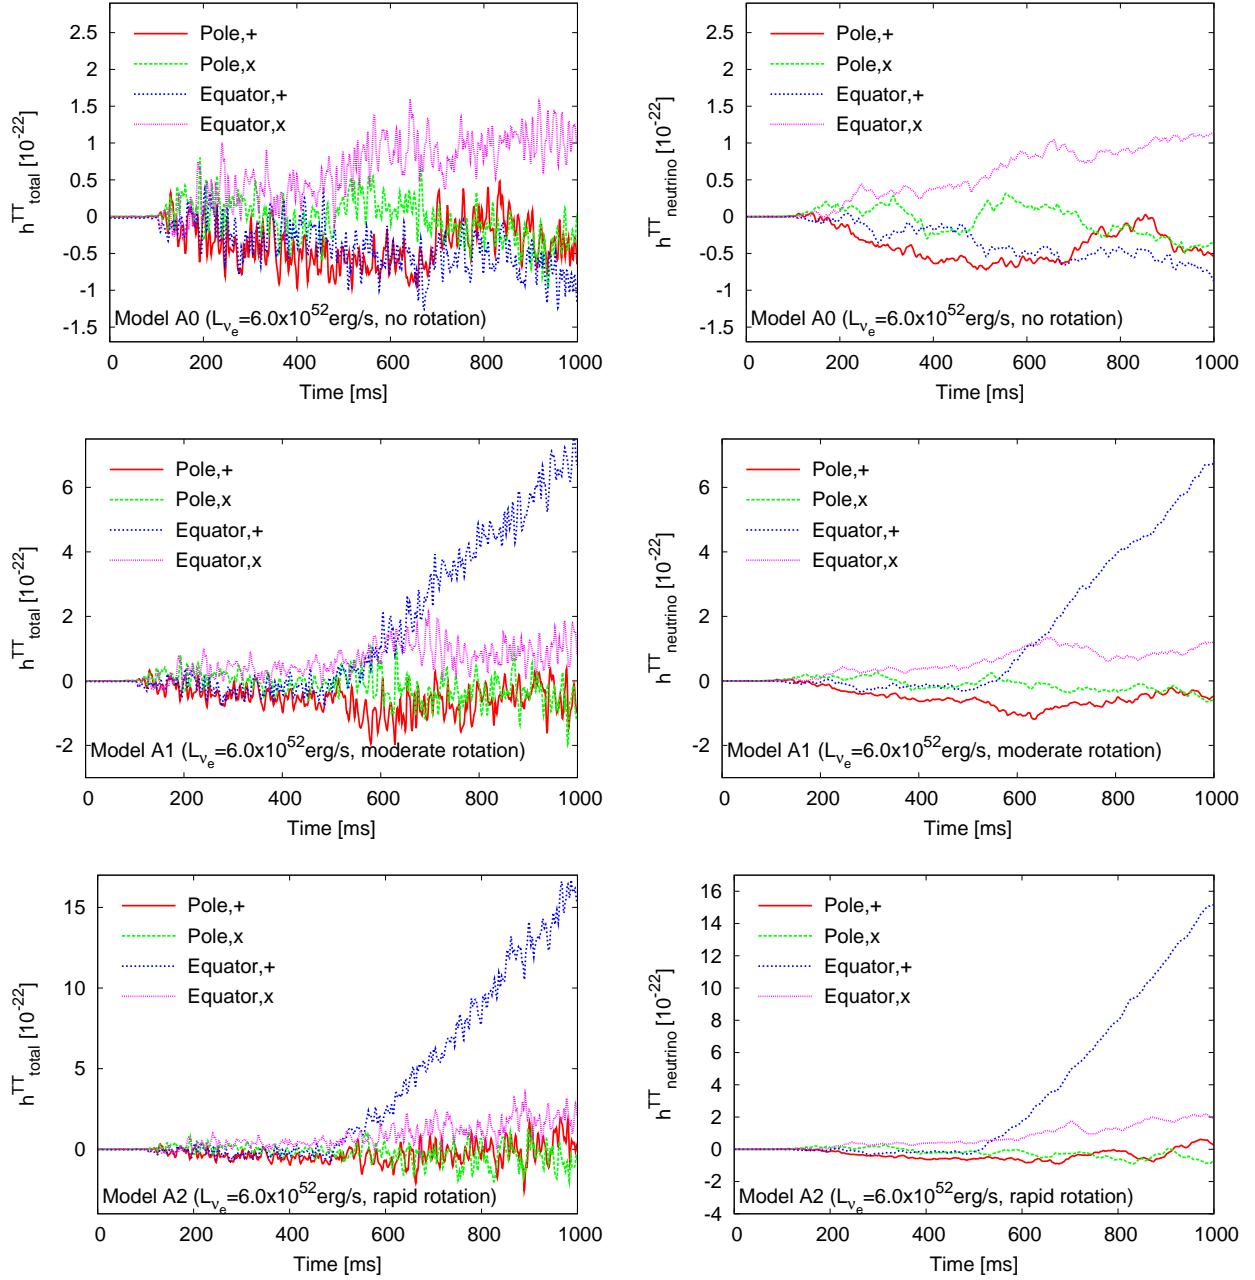 2.5
2
1.5
1
0.5
0
-0.5
-1
-1.5
h^TT_total [10^-22]
Pole,+
Pole,x
Equator,+
Equator,x
Model A0 (L_ν_e=6.0x10^52erg/s, no rotation)
0 200 400 600 800 1000
Time [ms]
2.5
2
1.5
1
0.5
0
-0.5
-1
-1.5
h^TT_neutrino [10^-22]
Pole,+
Pole,x
Equator,+
Equator,x
Model A0 (L_ν_e=6.0x10^52erg/s, no rotation)
0 200 400 600 800 1000
Time [ms]
6
4
2
0
-2
h^TT_total [10^-22]
Pole,+
Pole,x
Equator,+
Equator,x
Model A1 (L_ν_e=6.0x10^52erg/s, moderate rotation)
0 200 400 600 800 1000
Time [ms]
6
4
2
0
-2
h^TT_neutrino [10^-22]
Pole,+
Pole,x
Equator,+
Equator,x
Model A1 (L_ν_e=6.0x10^52erg/s, moderate rotation)
0 200 400 600 800 1000
Time [ms]
15
10
5
0
h^TT_total [10^-22]
Pole,+
Pole,x
Equator,+
Equator,x
Model A2 (L_ν_e=6.0x10^52erg/s, rapid rotation)
0 200 400 600 800 1000
Time [ms]
16
14
12
10
8
6
4
2
0
-2
-4
h^TT_neutrino [10^-22]
Pole,+
Pole,x
Equator,+
Equator,x
Model A2 (L_ν_e=6.0x10^52erg/s, rapid rotation)
0 200 400 600 800 1000
Time [ms]